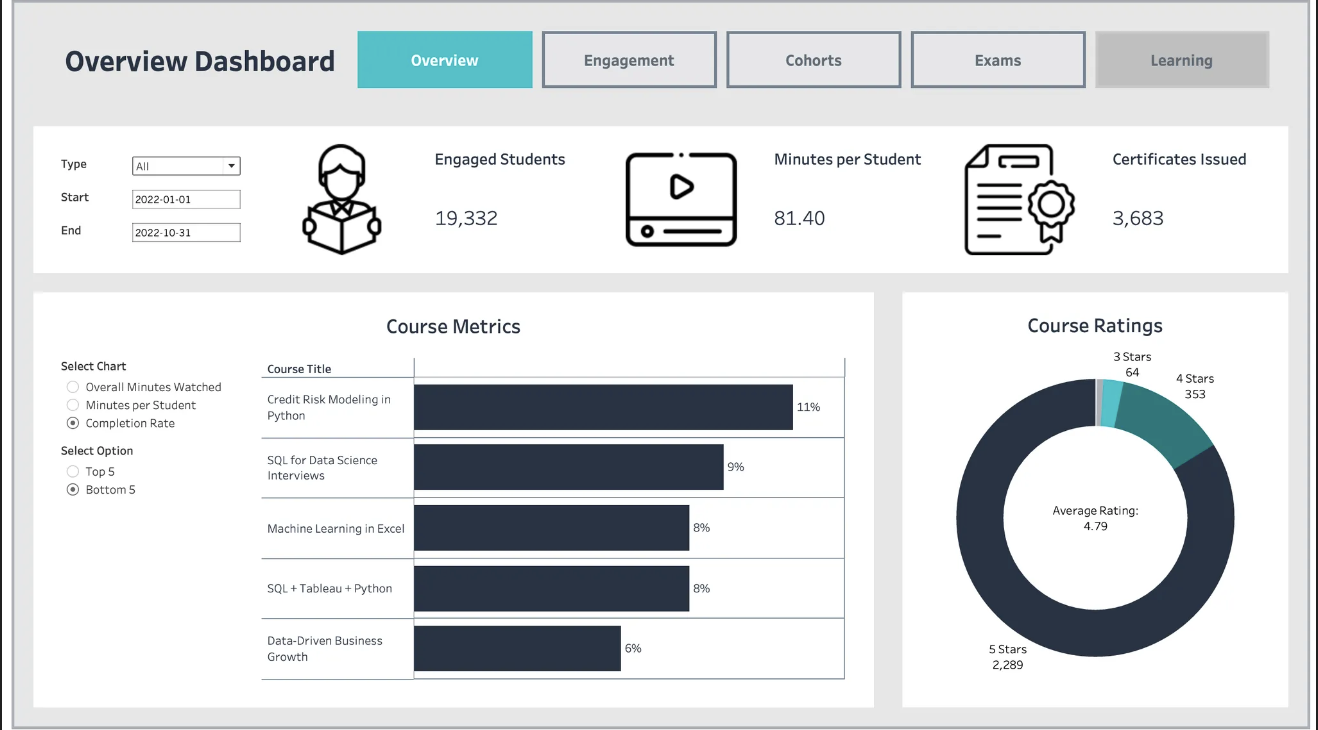 Overview Dashboard
Overview
Engagement
Cohorts
Exams
Learning
Type
All
Start
2022-01-01
End
2022-10-31
Engaged Students
19,332
Minutes per Student
81.40
Certificates Issued
3,683
Course Metrics
Select Chart
Overall Minutes Watched
Minutes per Student
Completion Rate
Select Option
Top 5
Bottom 5
Course Title
Credit Risk Modeling in
Python
11%
SQL for Data Science
Interviews
9%
Machine Learning in Excel
8%
SQL + Tableau + Python
8%
Data-Driven Business
Growth
6%
Course Ratings
3 Stars
64
4 Stars
353
Average Rating:
4.79
5 Stars
2,289